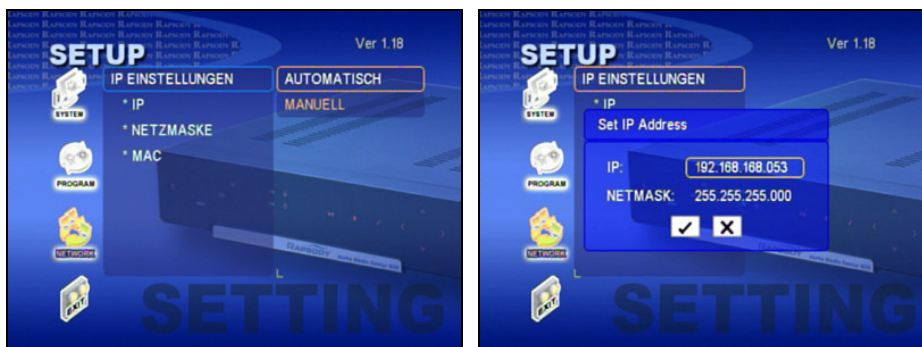 SETUP
Ver 1.18
IP EINSTELLUNGEN
AUTOMATISCH
* IP
MANUELL
* NETZMASKE
* MAC
SYSTEM
PROGRAM
NETWORK
EXIT
RAPSODY
SETTING
SETUP
Ver 1.18
IP EINSTELLUNGEN
* IP
Set IP Address
IP: 192.168.168.053
NETMASK: 255.255.255.000
SYSTEM
PROGRAM
NETWORK
EXIT
RAPSODY
SETTING